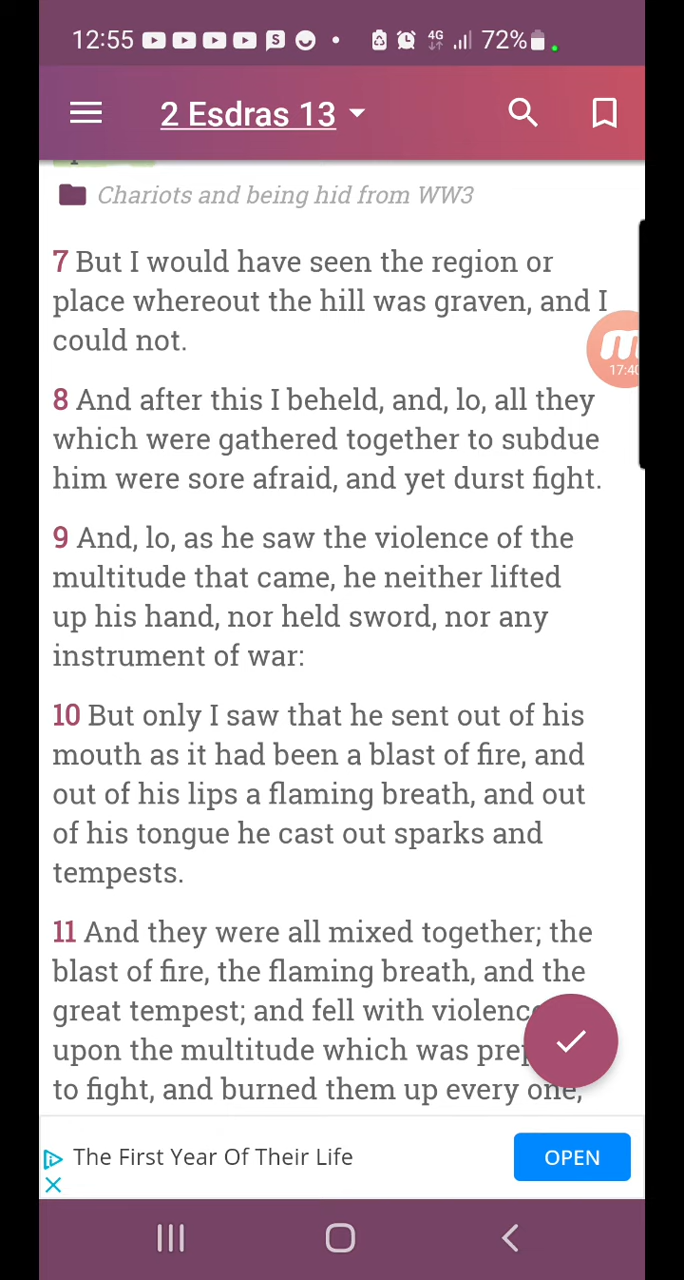 12:55 S 4G 72%
2 Esdras 13
Chariots and being hid from WW3
7 But I would have seen the region or
place whereout the hill was graven, and I
could not.
m
17:40
8 And after this I beheld, and, lo, all they
which were gathered together to subdue
him were sore afraid, and yet durst fight.
9 And, lo, as he saw the violence of the
multitude that came, he neither lifted
up his hand, nor held sword, nor any
instrument of war:
10 But only I saw that he sent out of his
mouth as it had been a blast of fire, and
out of his lips a flaming breath, and out
of his tongue he cast out sparks and
tempests.
11 And they were all mixed together; the
blast of fire, the flaming breath, and the
great tempest; and fell with
upon the multitude which was
to fight, and burned them up every one,
The First Year Of Their Life
OPEN